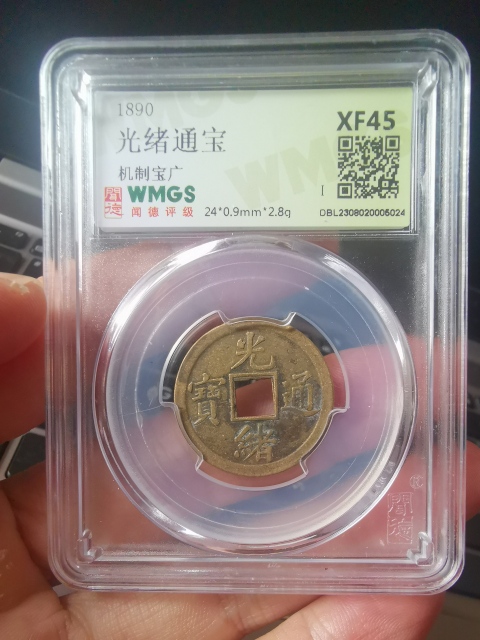 1890
XF45
光绪通宝
机制宝广
WMGS
闻德评级
24*0.9mm*2.8g
DBL2309020005024
光
寶 通
緒